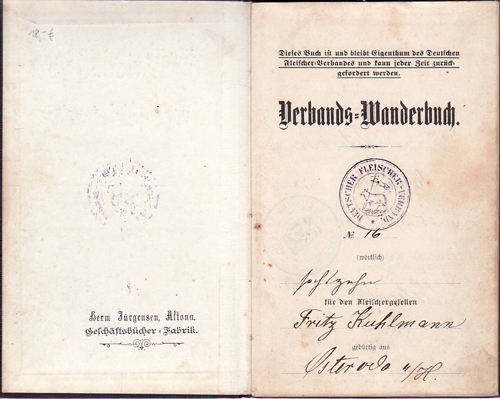 18,- €
Herm. Jürgensen, Altona.
Geschäftsbücher-Fabrik.
Dieses Buch ist und bleibt Eigenthum des Deutschen
Fleischer-Verbandes und kann jeder Zeit zurück-
gefordert werden.
Verbands-Wanderbuch.
DEUTSCHER FLEISCHER-VERBAND
№ 16
(wörtlich)
sechszehn
für den Fleischergesellen
Fritz Kuhlmann
gebürtig aus
Osterode a/H.